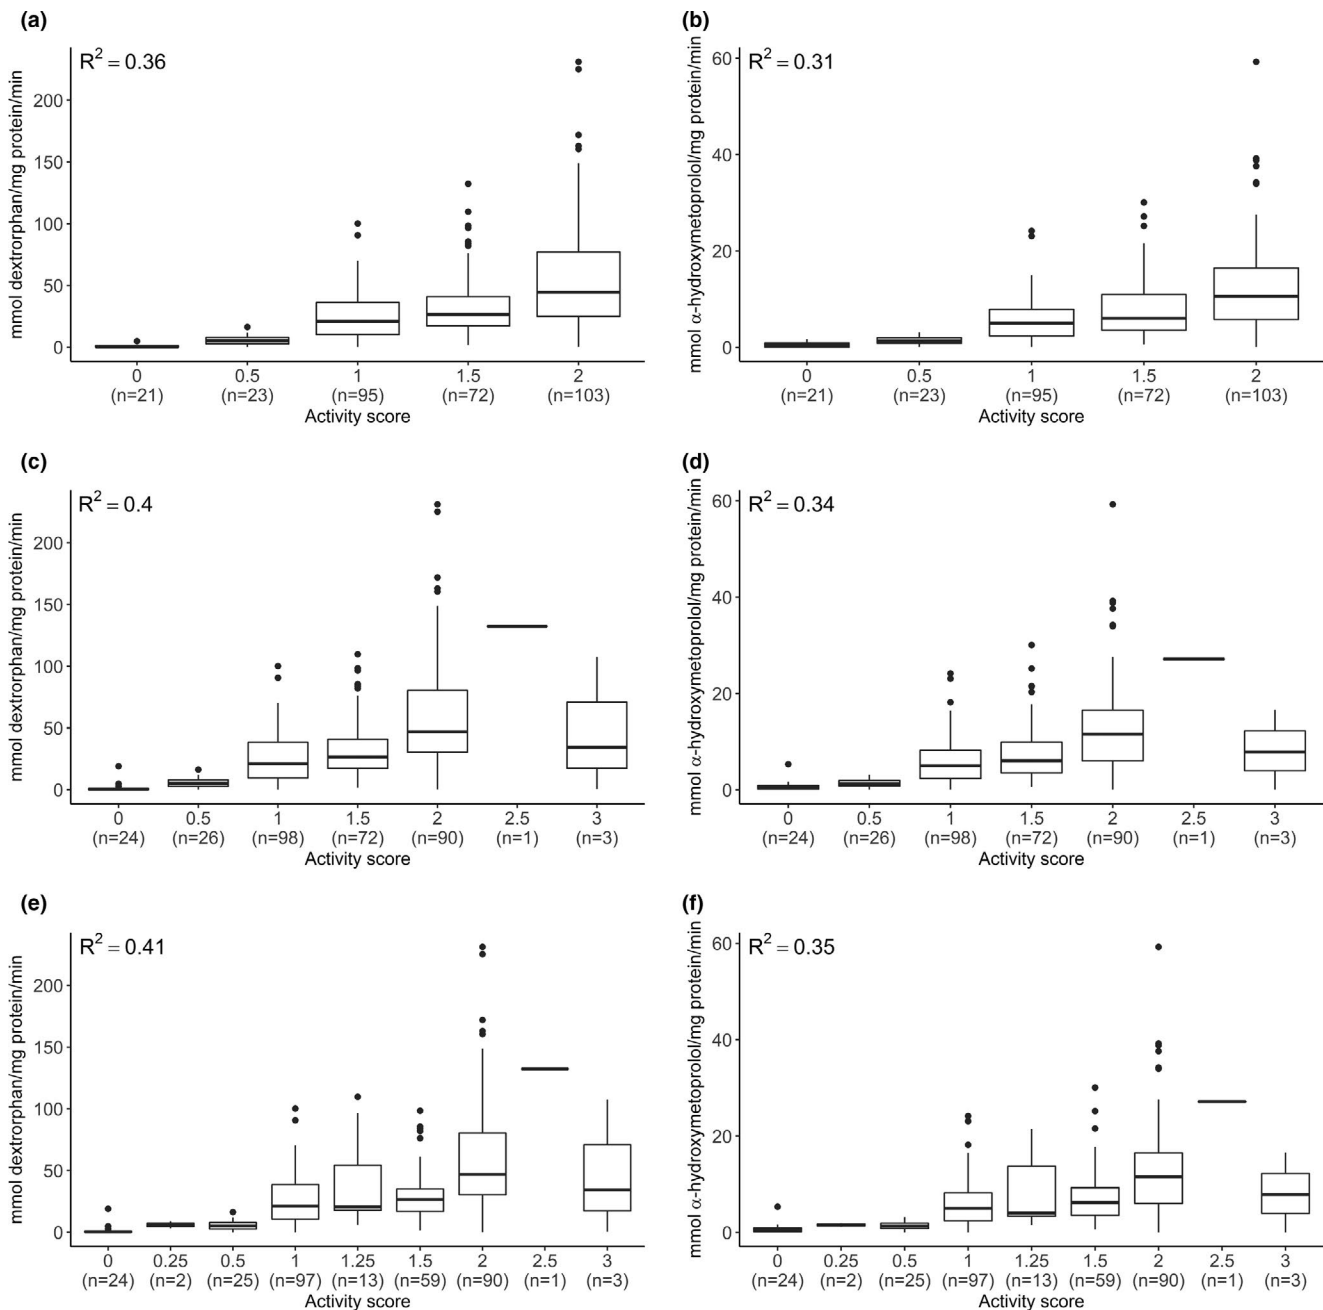 (a)
R² = 0.36
mmol dextrorphan/mg protein/min
200
150
100
50
0
0 0.5 1 1.5 2
(n=21) (n=23) (n=95) (n=72) (n=103)
Activity score
(b)
R² = 0.31
mmol α-hydroxymetoprolol/mg protein/min
60
40
20
0
0 0.5 1 1.5 2
(n=21) (n=23) (n=95) (n=72) (n=103)
Activity score
(c)
R² = 0.4
mmol dextrorphan/mg protein/min
200
150
100
50
0
0 0.5 1 1.5 2 2.5 3
(n=24) (n=26) (n=98) (n=72) (n=90) (n=1) (n=3)
Activity score
(d)
R² = 0.34
mmol α-hydroxymetoprolol/mg protein/min
60
40
20
0
0 0.5 1 1.5 2 2.5 3
(n=24) (n=26) (n=98) (n=72) (n=90) (n=1) (n=3)
Activity score
(e)
R² = 0.41
mmol dextrorphan/mg protein/min
200
150
100
50
0
0 0.25 0.5 1 1.25 1.5 2 2.5 3
(n=24) (n=2) (n=25) (n=97) (n=13) (n=59) (n=90) (n=1) (n=3)
Activity score
(f)
R² = 0.35
mmol α-hydroxymetoprolol/mg protein/min
60
40
20
0
0 0.25 0.5 1 1.25 1.5 2 2.5 3
(n=24) (n=2) (n=25) (n=97) (n=13) (n=59) (n=90) (n=1) (n=3)
Activity score